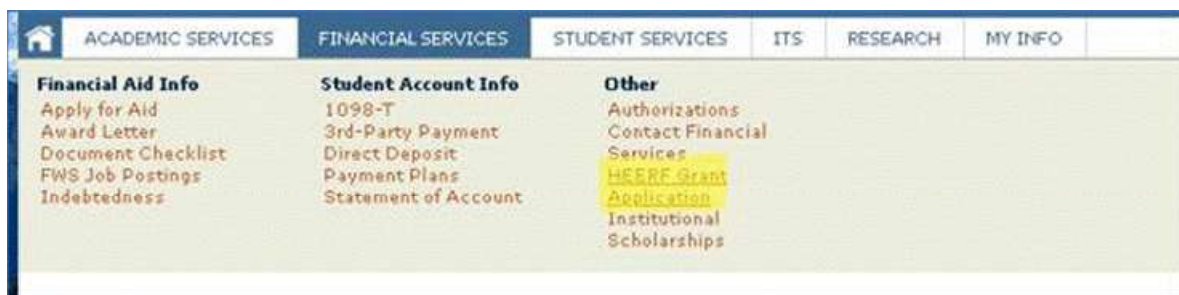 ACADEMIC SERVICES FINANCIAL SERVICES STUDENT SERVICES ITS RESEARCH MY INFO
Financial Aid Info
Apply for Aid
Award Letter
Document Checklist
FWS Job Postings
Indebtedness
Student Account Info
1098-T
3rd-Party Payment
Direct Deposit
Payment Plans
Statement of Account
Other
Authorizations
Contact Financial
Services
HEERF Grant
Application
Institutional
Scholarships